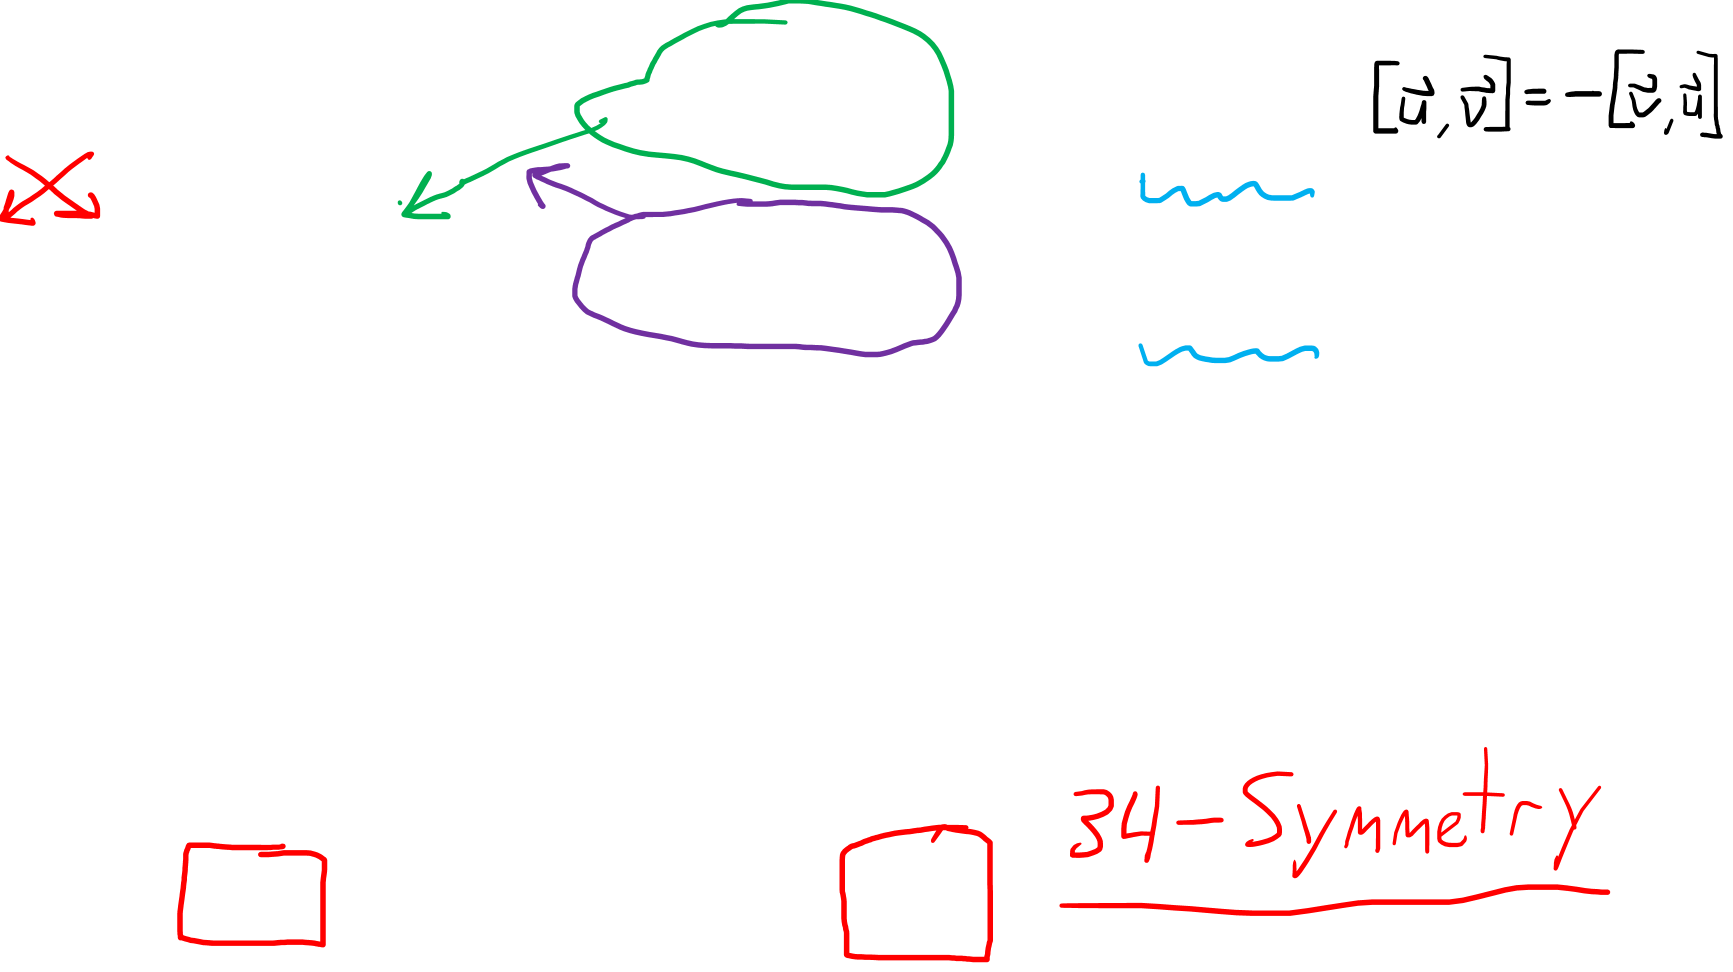 [u⃗, v⃗] = -[v⃗, u⃗]
34-Symmetry